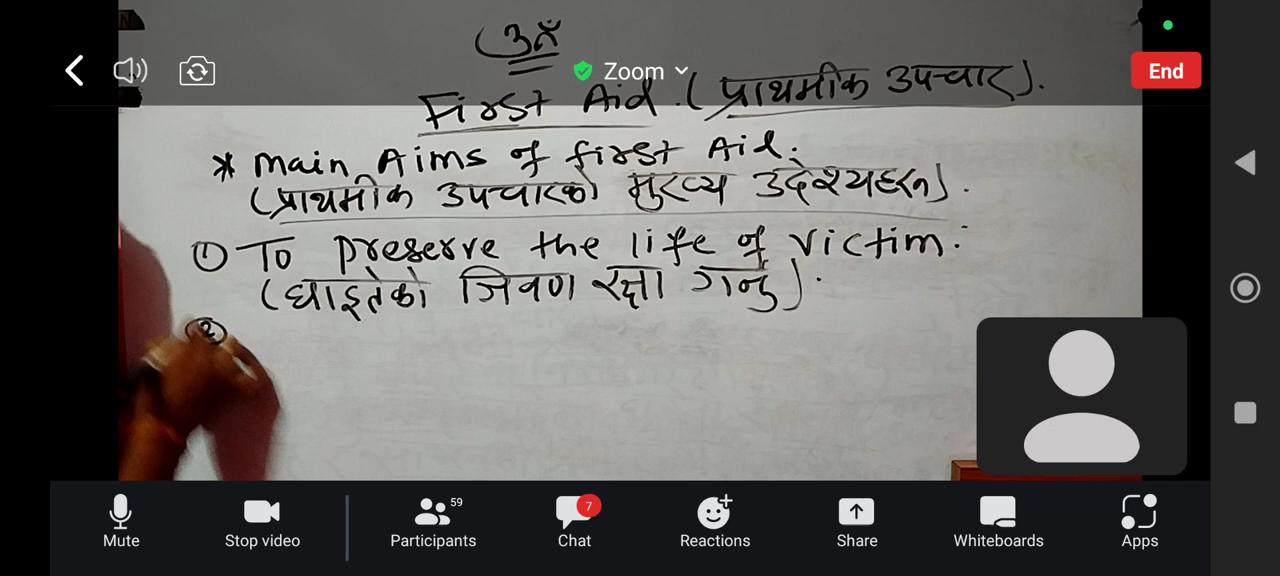 Zoom
End
First Aid. (प्राथमीक उपचार).
* Main Aims of first Aid.
(प्राथमीक उपचारको मुख्य उद्देश्यहरू).
① To preserve the life of victim.
(घाइतेको जिवण रक्षा गर्नु).
②
59
7
Mute
Stop video
Participants
Chat
Reactions
Share
Whiteboards
Apps